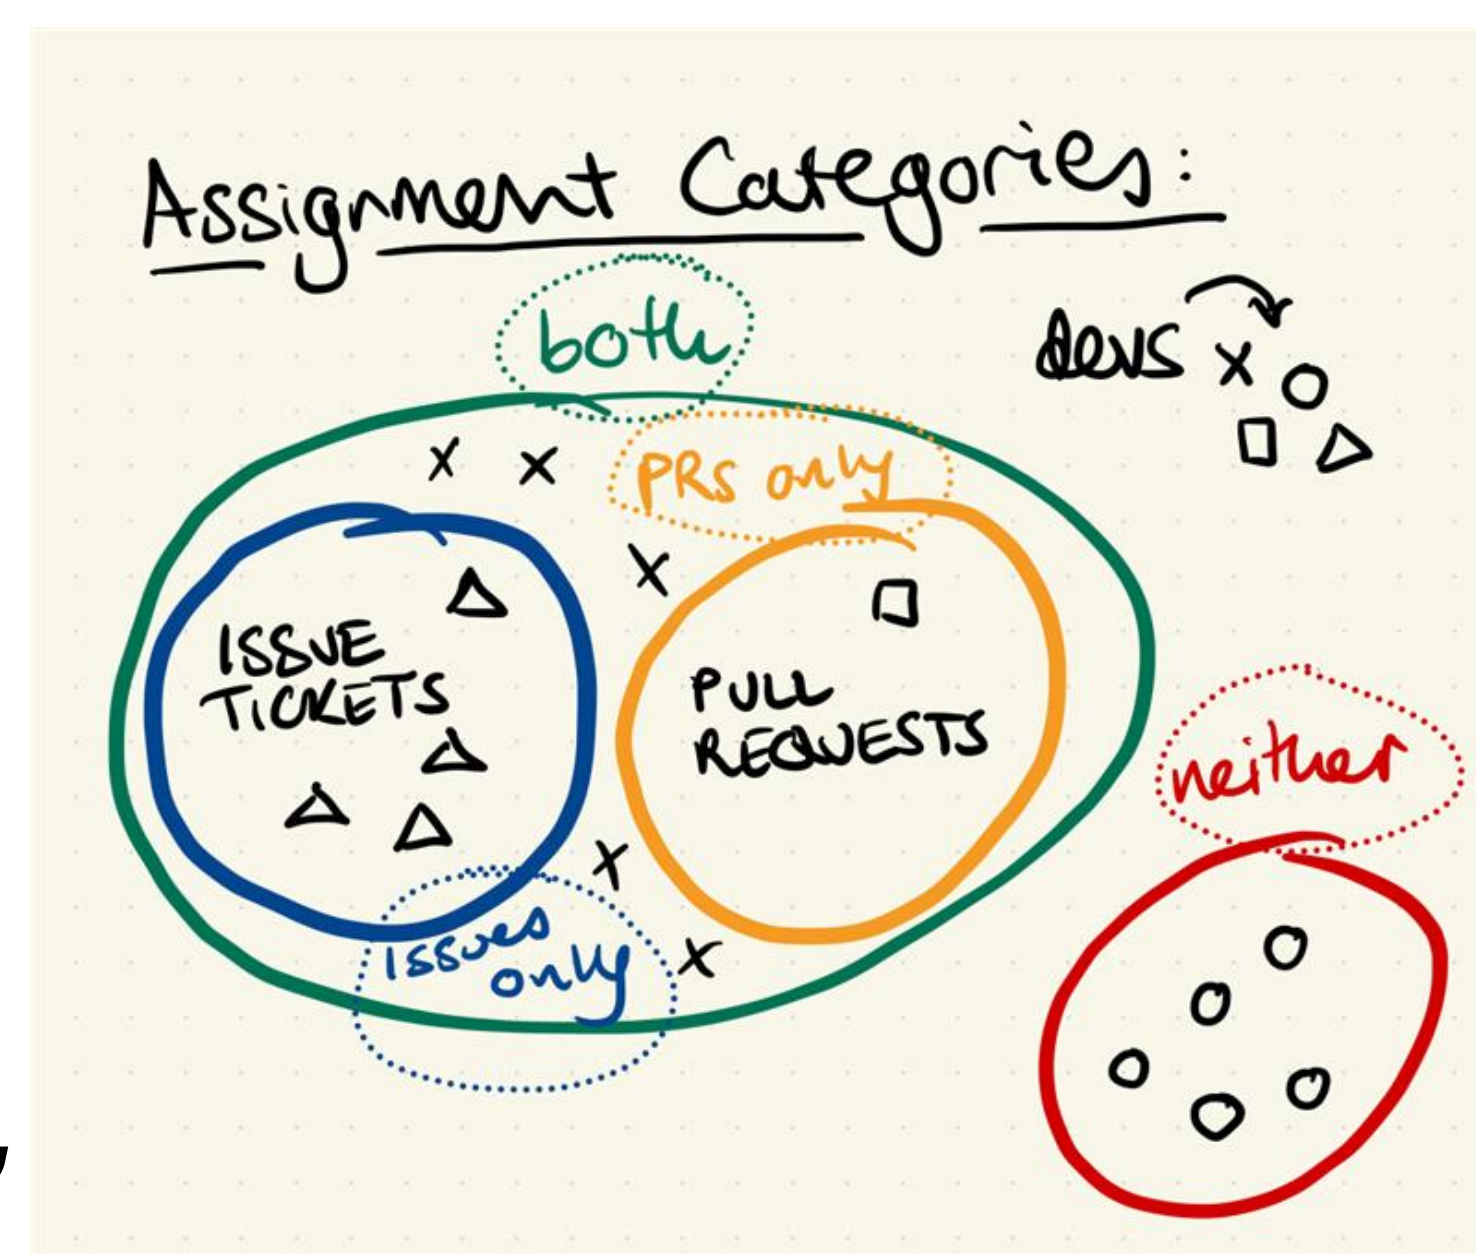 Assignment Categories:
both
devs
PRs only
ISSUE
TICKETS
PULL
REQUESTS
neither
issues
only